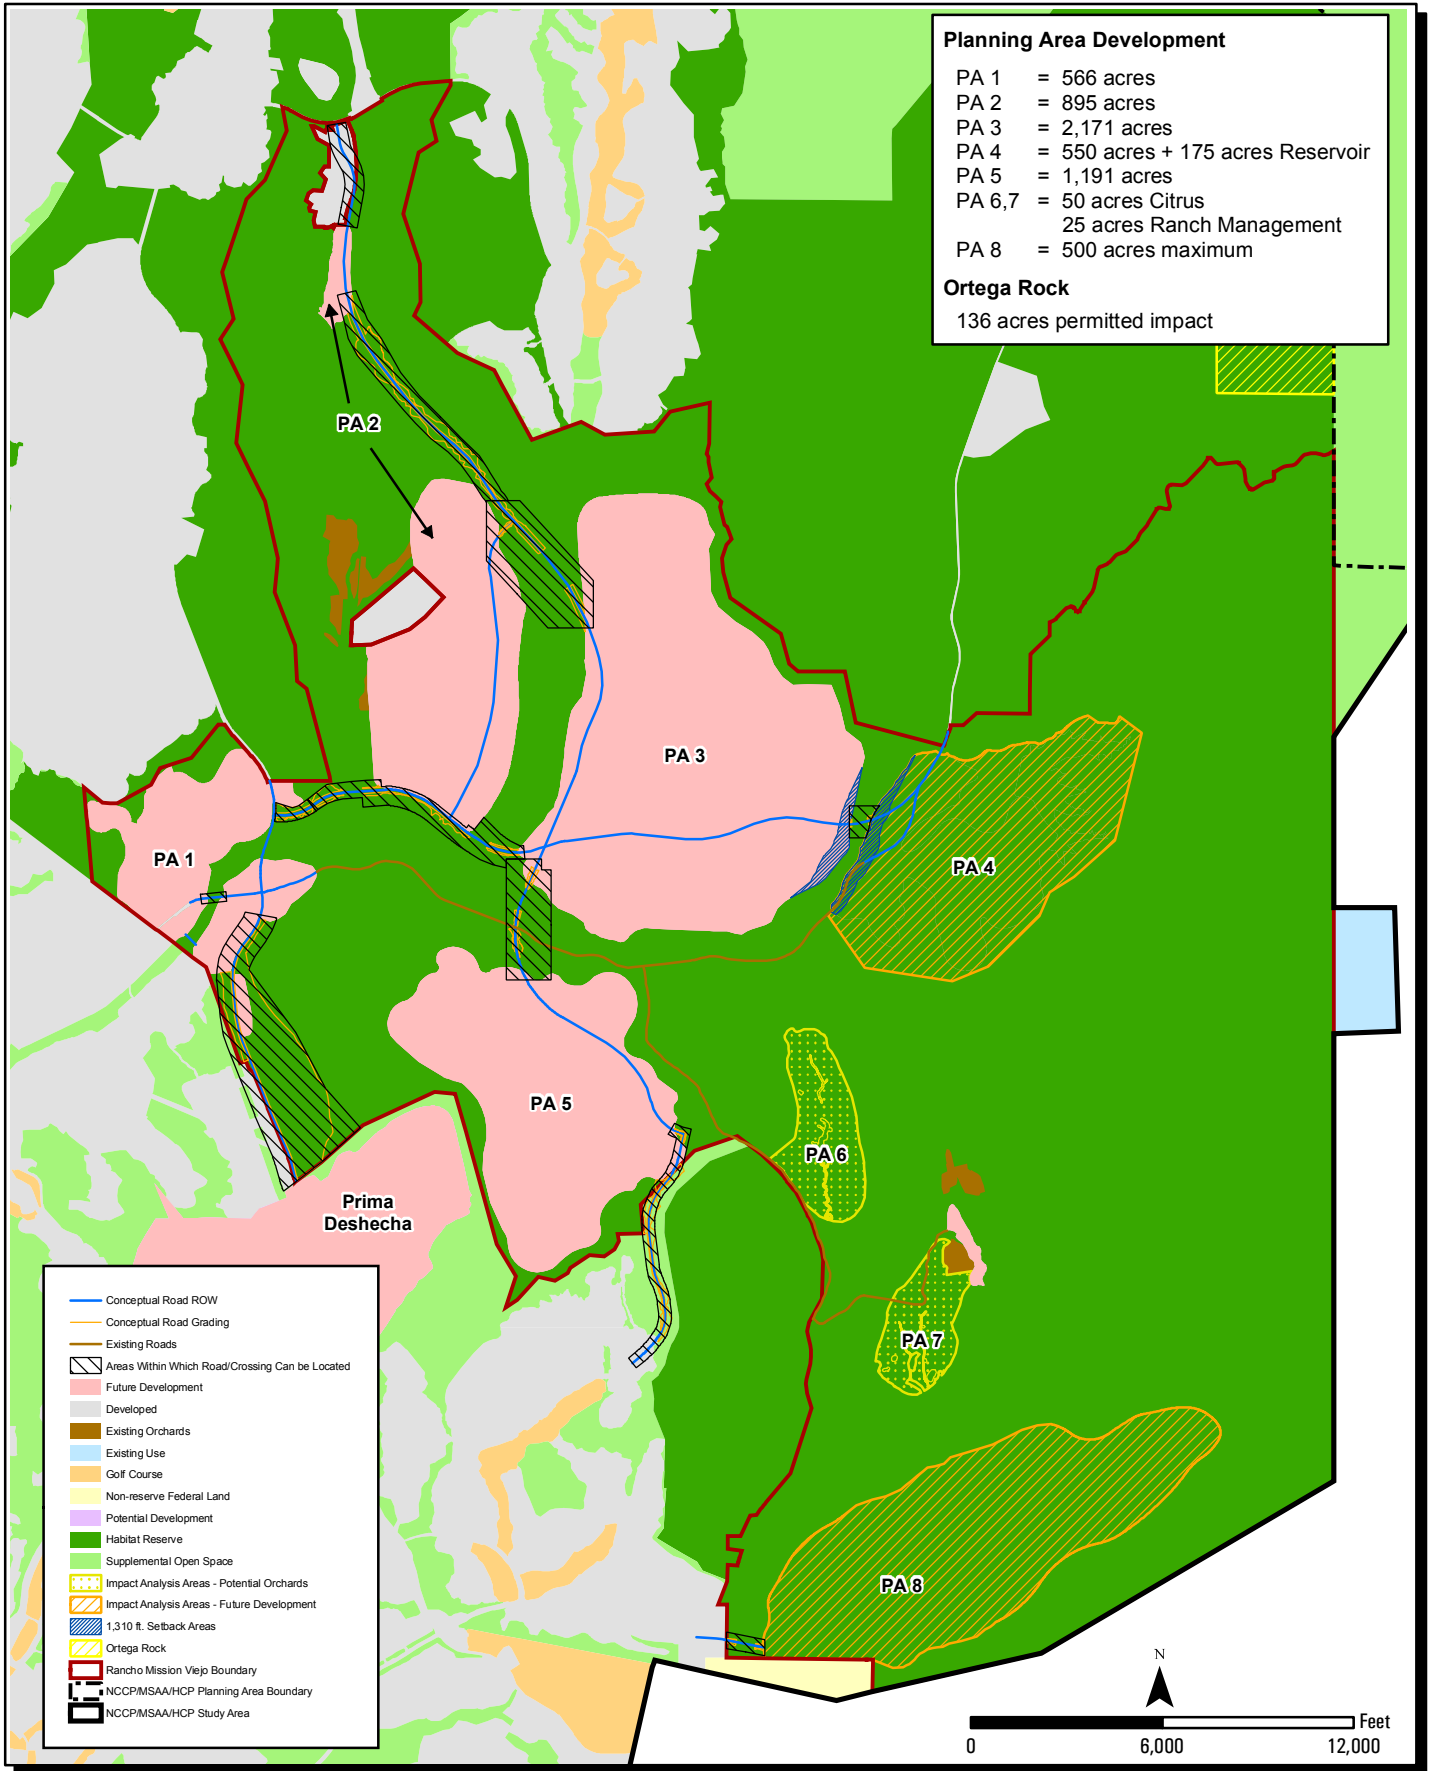 Planning Area Development
PA 1 = 566 acres
PA 2 = 895 acres
PA 3 = 2,171 acres
PA 4 = 550 acres + 175 acres Reservoir
PA 5 = 1,191 acres
PA 6,7 = 50 acres Citrus
25 acres Ranch Management
PA 8 = 500 acres maximum
Ortega Rock
136 acres permitted impact
PA 2
PA 3
PA 1
PA 4
PA 5
PA 6
Prima
Deshecha
PA 7
PA 8
Conceptual Road ROW
Conceptual Road Grading
Existing Roads
Areas Within Which Road/Crossing Can be Located
Future Development
Developed
Existing Orchards
Existing Use
Golf Course
Non-reserve Federal Land
Potential Development
Habitat Reserve
Supplemental Open Space
Impact Analysis Areas - Potential Orchards
Impact Analysis Areas - Future Development
1,310 ft. Setback Areas
Ortega Rock
Rancho Mission Viejo Boundary
NCCP/MSAA/HCP Planning Area Boundary
NCCP/MSAA/HCP Study Area
N
Feet
0 6,000 12,000